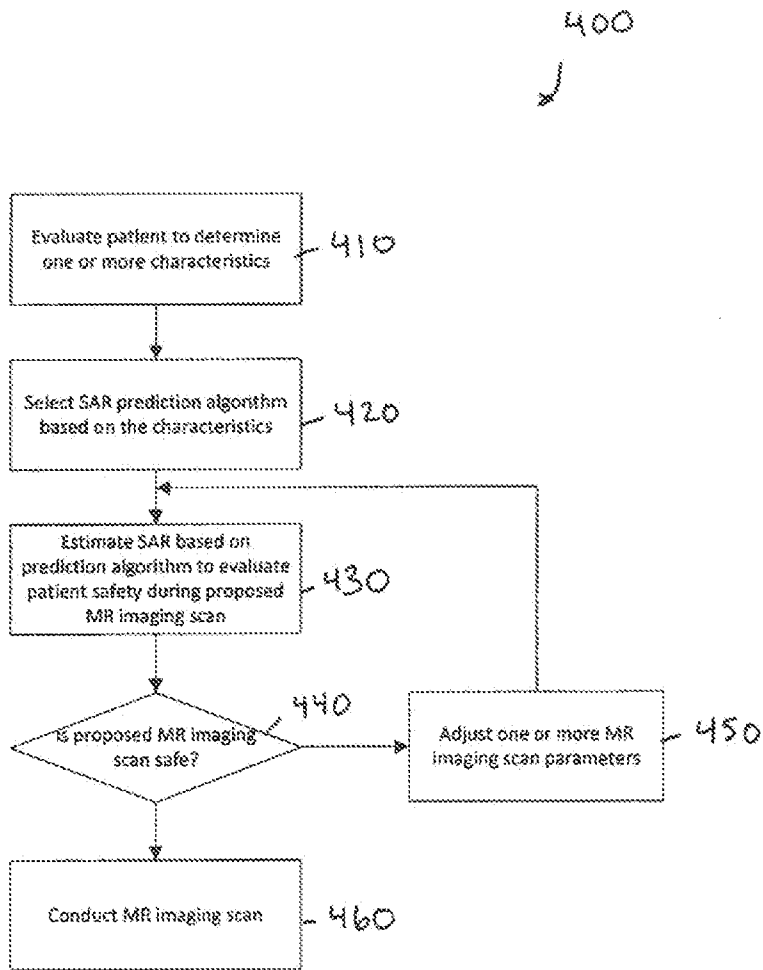 400
Evaluate patient to determine
one or more characteristics
410
Select SAR prediction algorithm
based on the characteristics
420
Estimate SAR based on
prediction algorithm to evaluate
patient safety during proposed
MR imaging scan
430
Is proposed MR imaging
scan safe?
440
Adjust one or more MR
imaging scan parameters
450
Conduct MR imaging scan
460